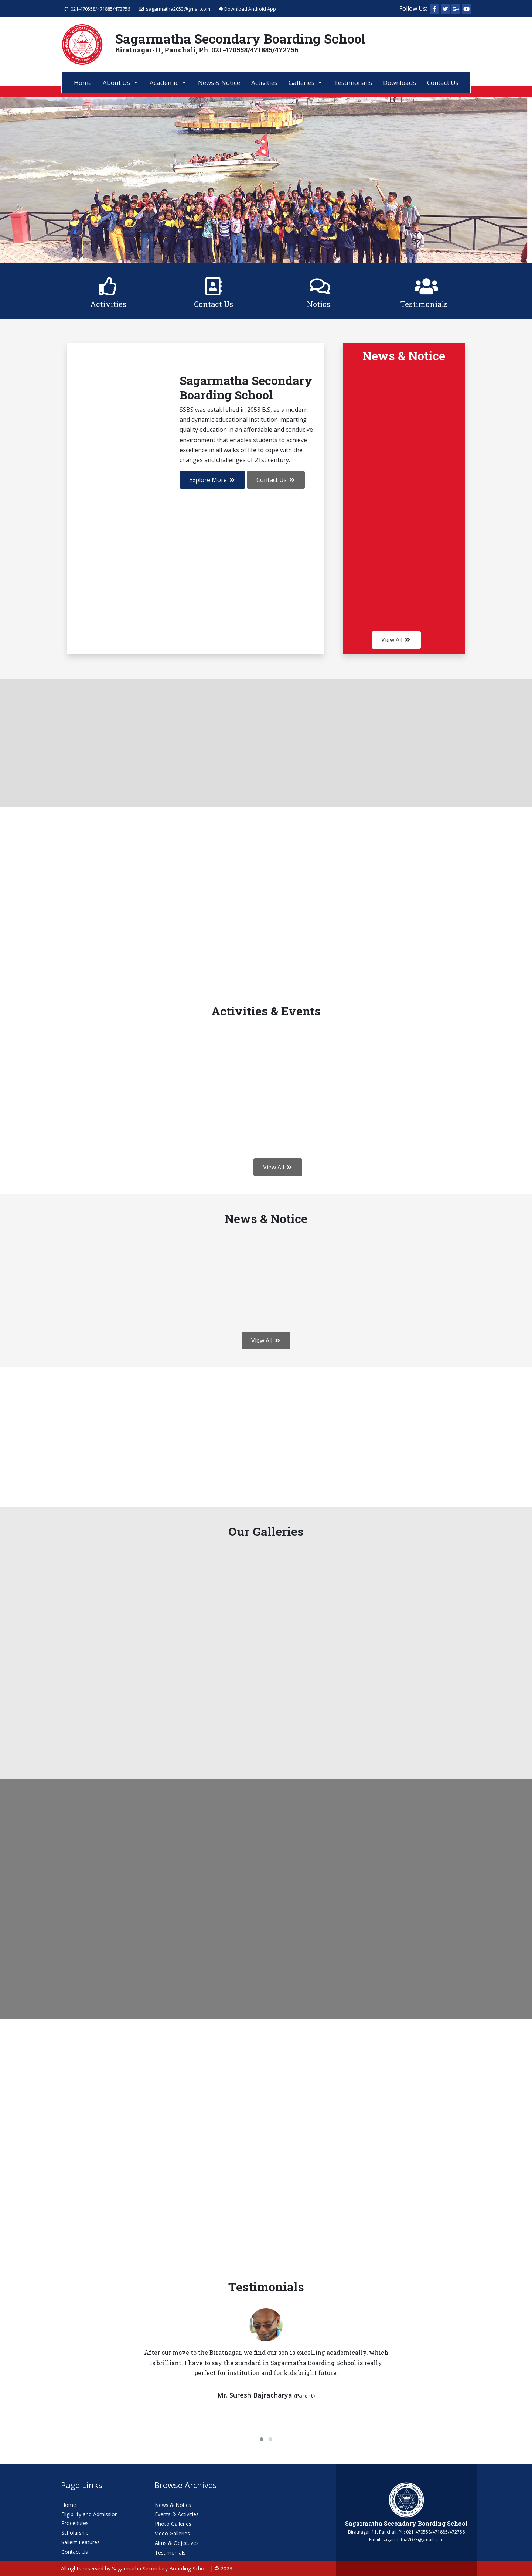 021-470558/471885/472756
sagarmatha2053@gmail.com
Download Android App
Follow Us:
Sagarmatha Secondary Boarding School
Biratnagar-11, Panchali, Ph: 021-470558/471885/472756
Home
About Us
Academic
News & Notice
Activities
Galleries
Testimonails
Downloads
Contact Us
Activities
Contact Us
Notics
Testimonials
Sagarmatha Secondary
Boarding School
SSBS was established in 2053 B.S, as a modern
and dynamic educational institution imparting
quality education in an affordable and conducive
environment that enables students to achieve
excellence in all walks of life to cope with the
changes and challenges of 21st century.
Explore More
Contact Us
News & Notice
View All
Activities & Events
View All
News & Notice
View All
Our Galleries
Testimonials
After our move to the Biratnagar, we find our son is excelling academically, which
is brilliant. I have to say the standard in Sagarmatha Boarding School is really
perfect for institution and for kids bright future.
Mr. Suresh Bajracharya (Parent)
Page Links
Home
Eligibility and Admission
Procedures
Scholarship
Salient Features
Contact Us
Browse Archives
News & Notics
Events & Activities
Photo Galleries
Video Galleries
Aims & Objectives
Testimonials
Sagarmatha Secondary Boarding School
Biratnagar-11, Panchali, Ph: 021-470558/471885/472756
Email: sagarmatha2053@gmail.com
All rights reserved by Sagarmatha Secondary Boarding School | © 2023